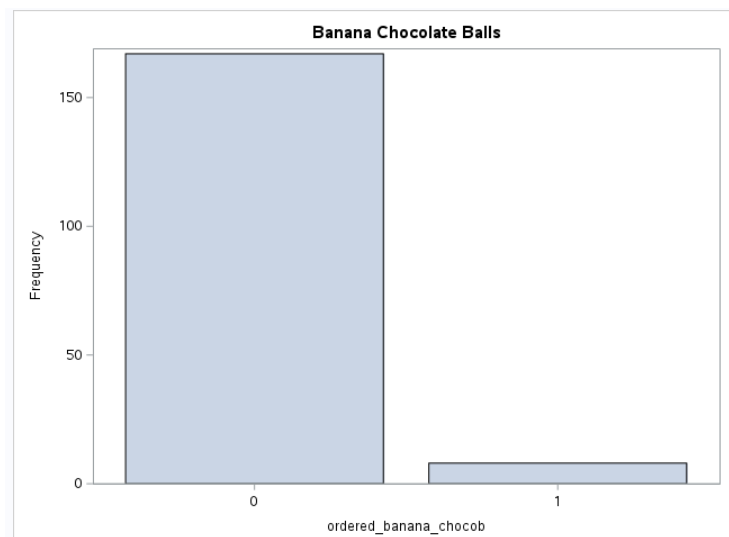 Banana Chocolate Balls
150
100
50
0
Frequency
0 1
ordered_banana_chocob